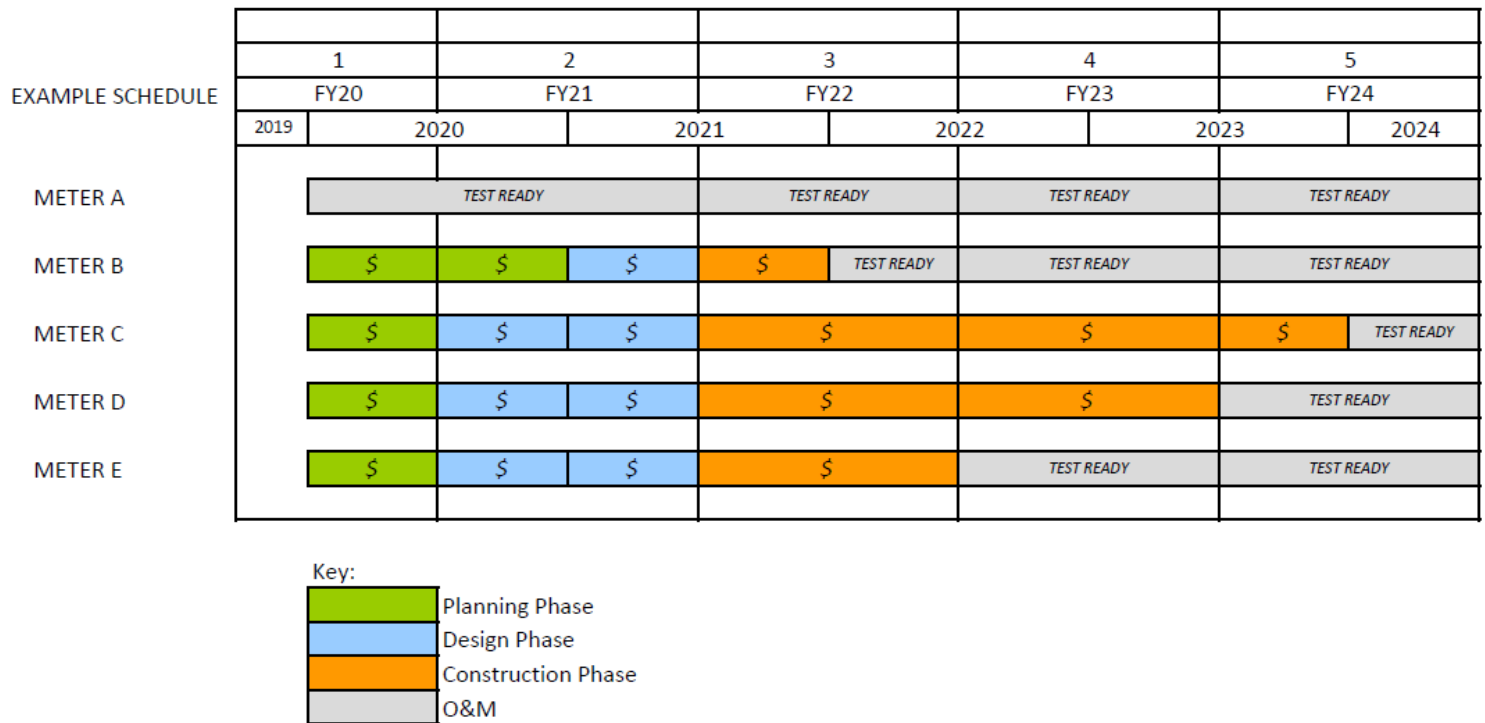 1 2 3 4 5
EXAMPLE SCHEDULE FY20 FY21 FY22 FY23 FY24
2019 2020 2021 2022 2023 2024
METER A TEST READY TEST READY TEST READY TEST READY
METER B $ $ $ $ TEST READY TEST READY TEST READY
METER C $ $ $ $ $ $ TEST READY
METER D $ $ $ $ $ TEST READY
METER E $ $ $ $ TEST READY TEST READY
Key:
Planning Phase
Design Phase
Construction Phase
O&M